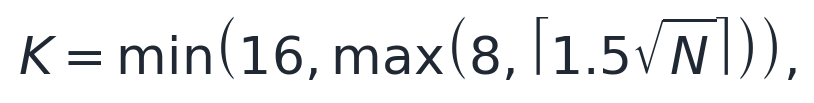 K = min(16, max(8, ⌈1.5√N⌉)),